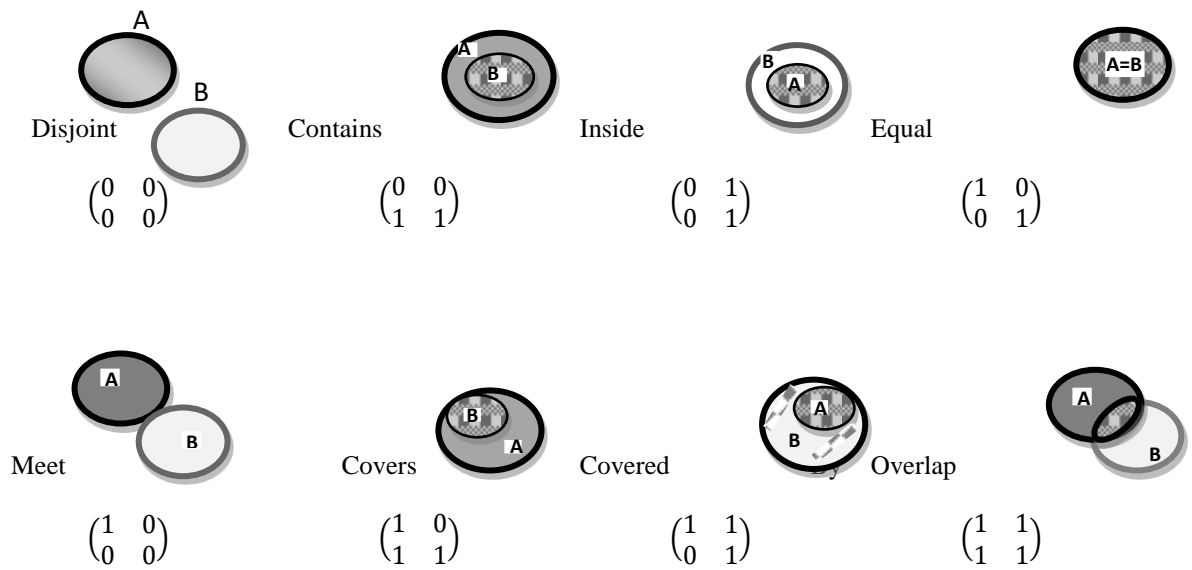 A
B
A
B
B
A
A=B
Disjoint Contains Inside Equal
(0 0
0 0)
(0 0
1 1)
(0 1
0 1)
(1 0
0 1)
A
B
B
A
A
B
A
B
Meet Covers Covered By Overlap
(1 0
0 0)
(1 0
1 1)
(1 1
0 1)
(1 1
1 1)